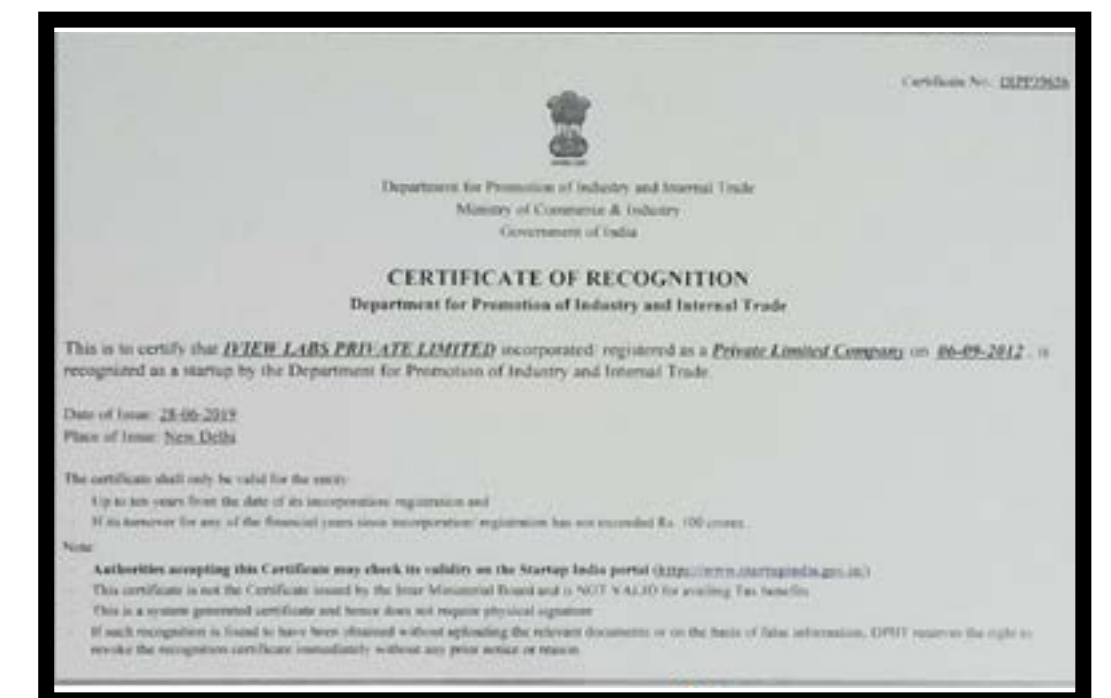 Certificate No. DIPP39626
Department for Promotion of Industry and Internal Trade
Ministry of Commerce & Industry
Government of India
CERTIFICATE OF RECOGNITION
Department for Promotion of Industry and Internal Trade
This is to certify that IVIEW LABS PRIVATE LIMITED incorporated/ registered as a Private Limited Company on 06-09-2012 , is
recognized as a startup by the Department for Promotion of Industry and Internal Trade.
Date of Issue: 28-06-2019
Place of Issue: New Delhi
The certificate shall only be valid for the entity
Up to ten years from the date of its incorporation/ registration and
If its turnover for any of the financial years since incorporation/ registration has not exceeded Rs. 100 crores.
Note
Authorities accepting this Certificate may check its validity on the Startup India portal (https://www.startupindia.gov.in/)
This certificate is not the Certificate issued by the Inter Ministerial Board and is NOT VALID for availing Tax benefits
This is a system generated certificate and hence does not require physical signature
If such recognition is found to have been obtained without uploading the relevant documents or on the basis of false information, DPIIT reserves the right to
revoke the recognition certificate immediately without any prior notice or reason